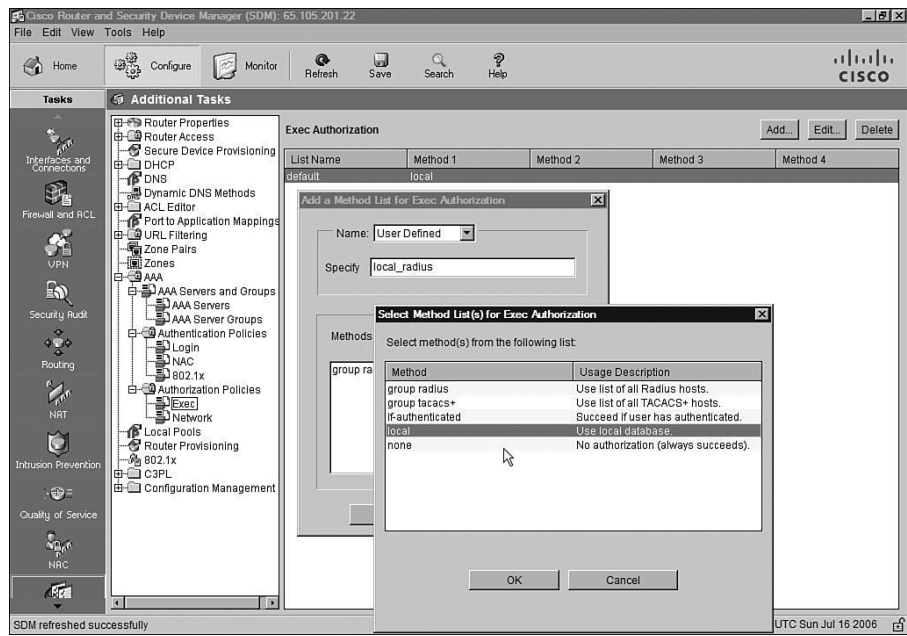 Cisco Router and Security Device Manager (SDM): 65.105.201.22
File Edit View Tools Help
Home Configure Monitor Refresh Save Search Help
CISCO
Tasks
Additional Tasks
Interfaces and Connections
Firewall and ACL
VPN
Security Audit
Routing
NAT
Intrusion Prevention
Quality of Service
NAC
Router Properties
Router Access
Secure Device Provisioning
DHCP
DNS
Dynamic DNS Methods
ACL Editor
Port to Application Mappings
URL Filtering
Zone Pairs
Zones
AAA
AAA Servers and Groups
AAA Servers
AAA Server Groups
Authentication Policies
Login
NAC
802.1x
Authorization Policies
Exec
Network
Local Pools
Router Provisioning
802.1x
C3PL
Configuration Management
Exec Authorization
Add... Edit... Delete
List Name Method 1 Method 2 Method 3 Method 4
default local
Add a Method List for Exec Authorization
Name: User Defined
Specify local_radius
Methods
group ra
Select Method List(s) for Exec Authorization
Select method(s) from the following list:
Method Usage Description
group radius Use list of all Radius hosts.
group tacacs+ Use list of all TACACS+ hosts.
if-authenticated Succeed if user has authenticated.
local Use local database.
none No authorization (always succeeds).
OK Cancel
SDM refreshed successfully
UTC Sun Jul 16 2006